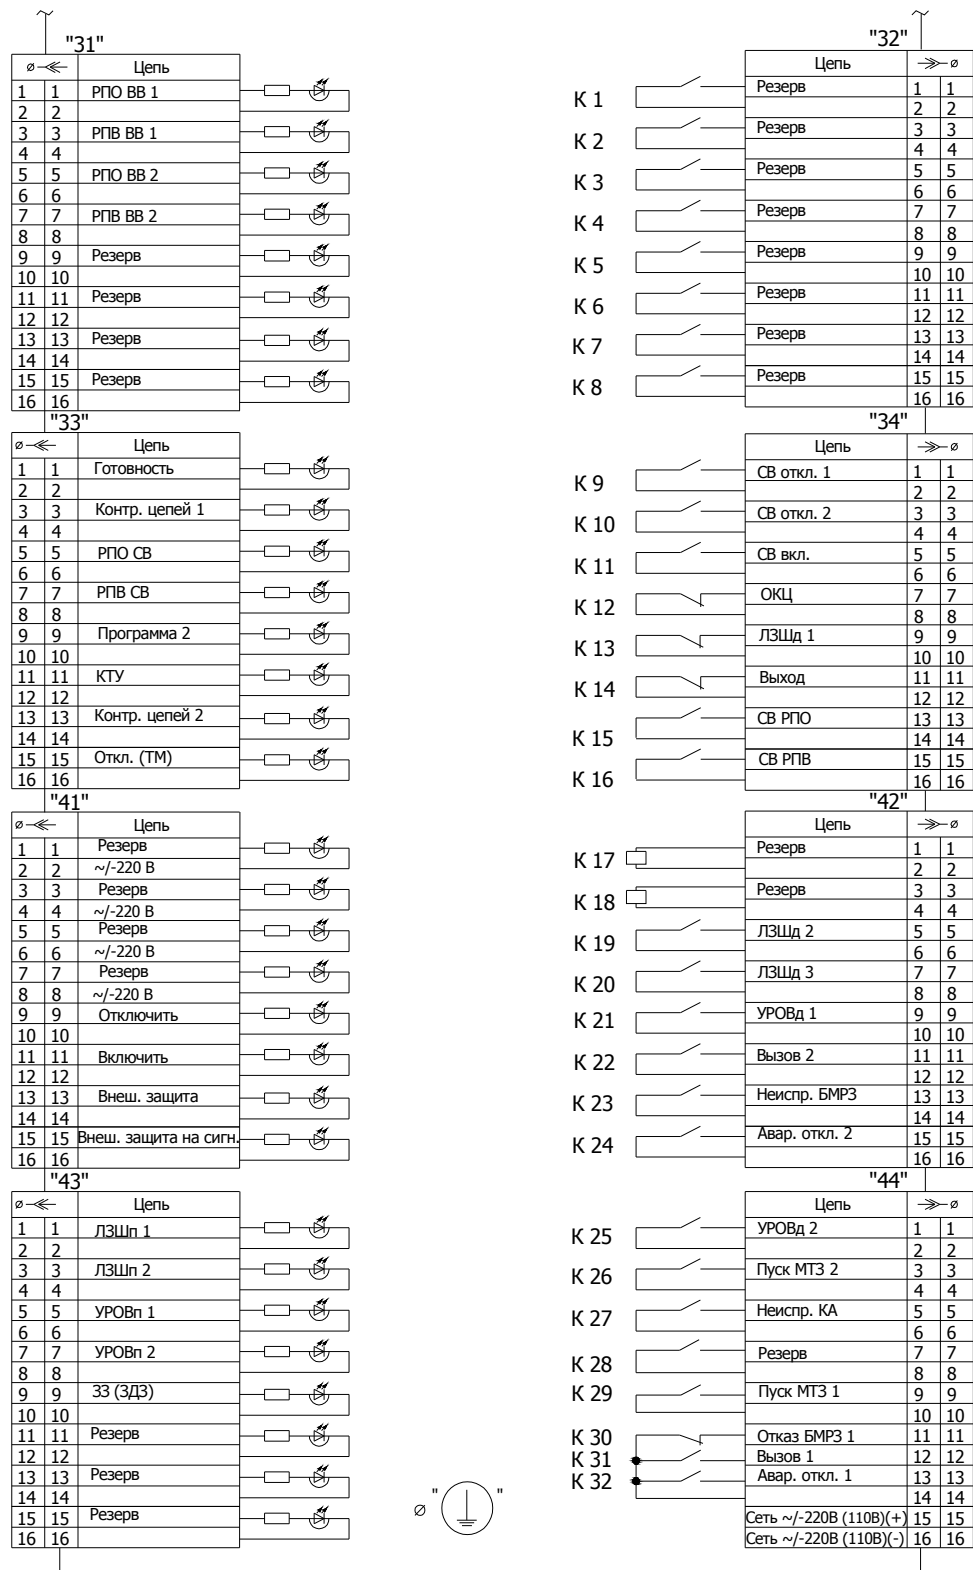 "31"
ø Цепь
1 1 РПО ВВ 1
2 2
3 3 РПВ ВВ 1
4 4
5 5 РПО ВВ 2
6 6
7 7 РПВ ВВ 2
8 8
9 9 Резерв
10 10
11 11 Резерв
12 12
13 13 Резерв
14 14
15 15 Резерв
16 16
"33"
ø Цепь
1 1 Готовность
2 2
3 3 Контр. цепей 1
4 4
5 5 РПО СВ
6 6
7 7 РПВ СВ
8 8
9 9 Программа 2
10 10
11 11 КТУ
12 12
13 13 Контр. цепей 2
14 14
15 15 Откл. (ТМ)
16 16
"41"
ø Цепь
1 1 Резерв
2 2 ~/-220 В
3 3 Резерв
4 4 ~/-220 В
5 5 Резерв
6 6 ~/-220 В
7 7 Резерв
8 8 ~/-220 В
9 9 Отключить
10 10
11 11 Включить
12 12
13 13 Внеш. защита
14 14
15 15 Внеш. защита на сигн.
16 16
"43"
ø Цепь
1 1 ЛЗШп 1
2 2
3 3 ЛЗШп 2
4 4
5 5 УРОВп 1
6 6
7 7 УРОВп 2
8 8
9 9 ЗЗ (ЗДЗ)
10 10
11 11 Резерв
12 12
13 13 Резерв
14 14
15 15 Резерв
16 16
ø " "
"32"
Цепь ø
К 1 Резерв 1 1
2 2
К 2 Резерв 3 3
4 4
К 3 Резерв 5 5
6 6
К 4 Резерв 7 7
8 8
К 5 Резерв 9 9
10 10
К 6 Резерв 11 11
12 12
К 7 Резерв 13 13
14 14
К 8 Резерв 15 15
16 16
"34"
Цепь ø
К 9 СВ откл. 1 1 1
2 2
К 10 СВ откл. 2 3 3
4 4
К 11 СВ вкл. 5 5
6 6
К 12 ОКЦ 7 7
8 8
К 13 ЛЗШд 1 9 9
10 10
К 14 Выход 11 11
12 12
К 15 СВ РПО 13 13
14 14
К 16 СВ РПВ 15 15
16 16
"42"
Цепь ø
К 17 Резерв 1 1
2 2
К 18 Резерв 3 3
4 4
К 19 ЛЗШд 2 5 5
6 6
К 20 ЛЗШд 3 7 7
8 8
К 21 УРОВд 1 9 9
10 10
К 22 Вызов 2 11 11
12 12
К 23 Неиспр. БМРЗ 13 13
14 14
К 24 Авар. откл. 2 15 15
16 16
"44"
Цепь ø
К 25 УРОВд 2 1 1
2 2
К 26 Пуск МТЗ 2 3 3
4 4
К 27 Неиспр. КА 5 5
6 6
К 28 Резерв 7 7
8 8
К 29 Пуск МТЗ 1 9 9
10 10
К 30 Отказ БМРЗ 1 11 11
К 31 Вызов 1 12 12
К 32 Авар. откл. 1 13 13
14 14
Сеть ~/-220В (110В)(+) 15 15
Сеть ~/-220В (110В)(-) 16 16